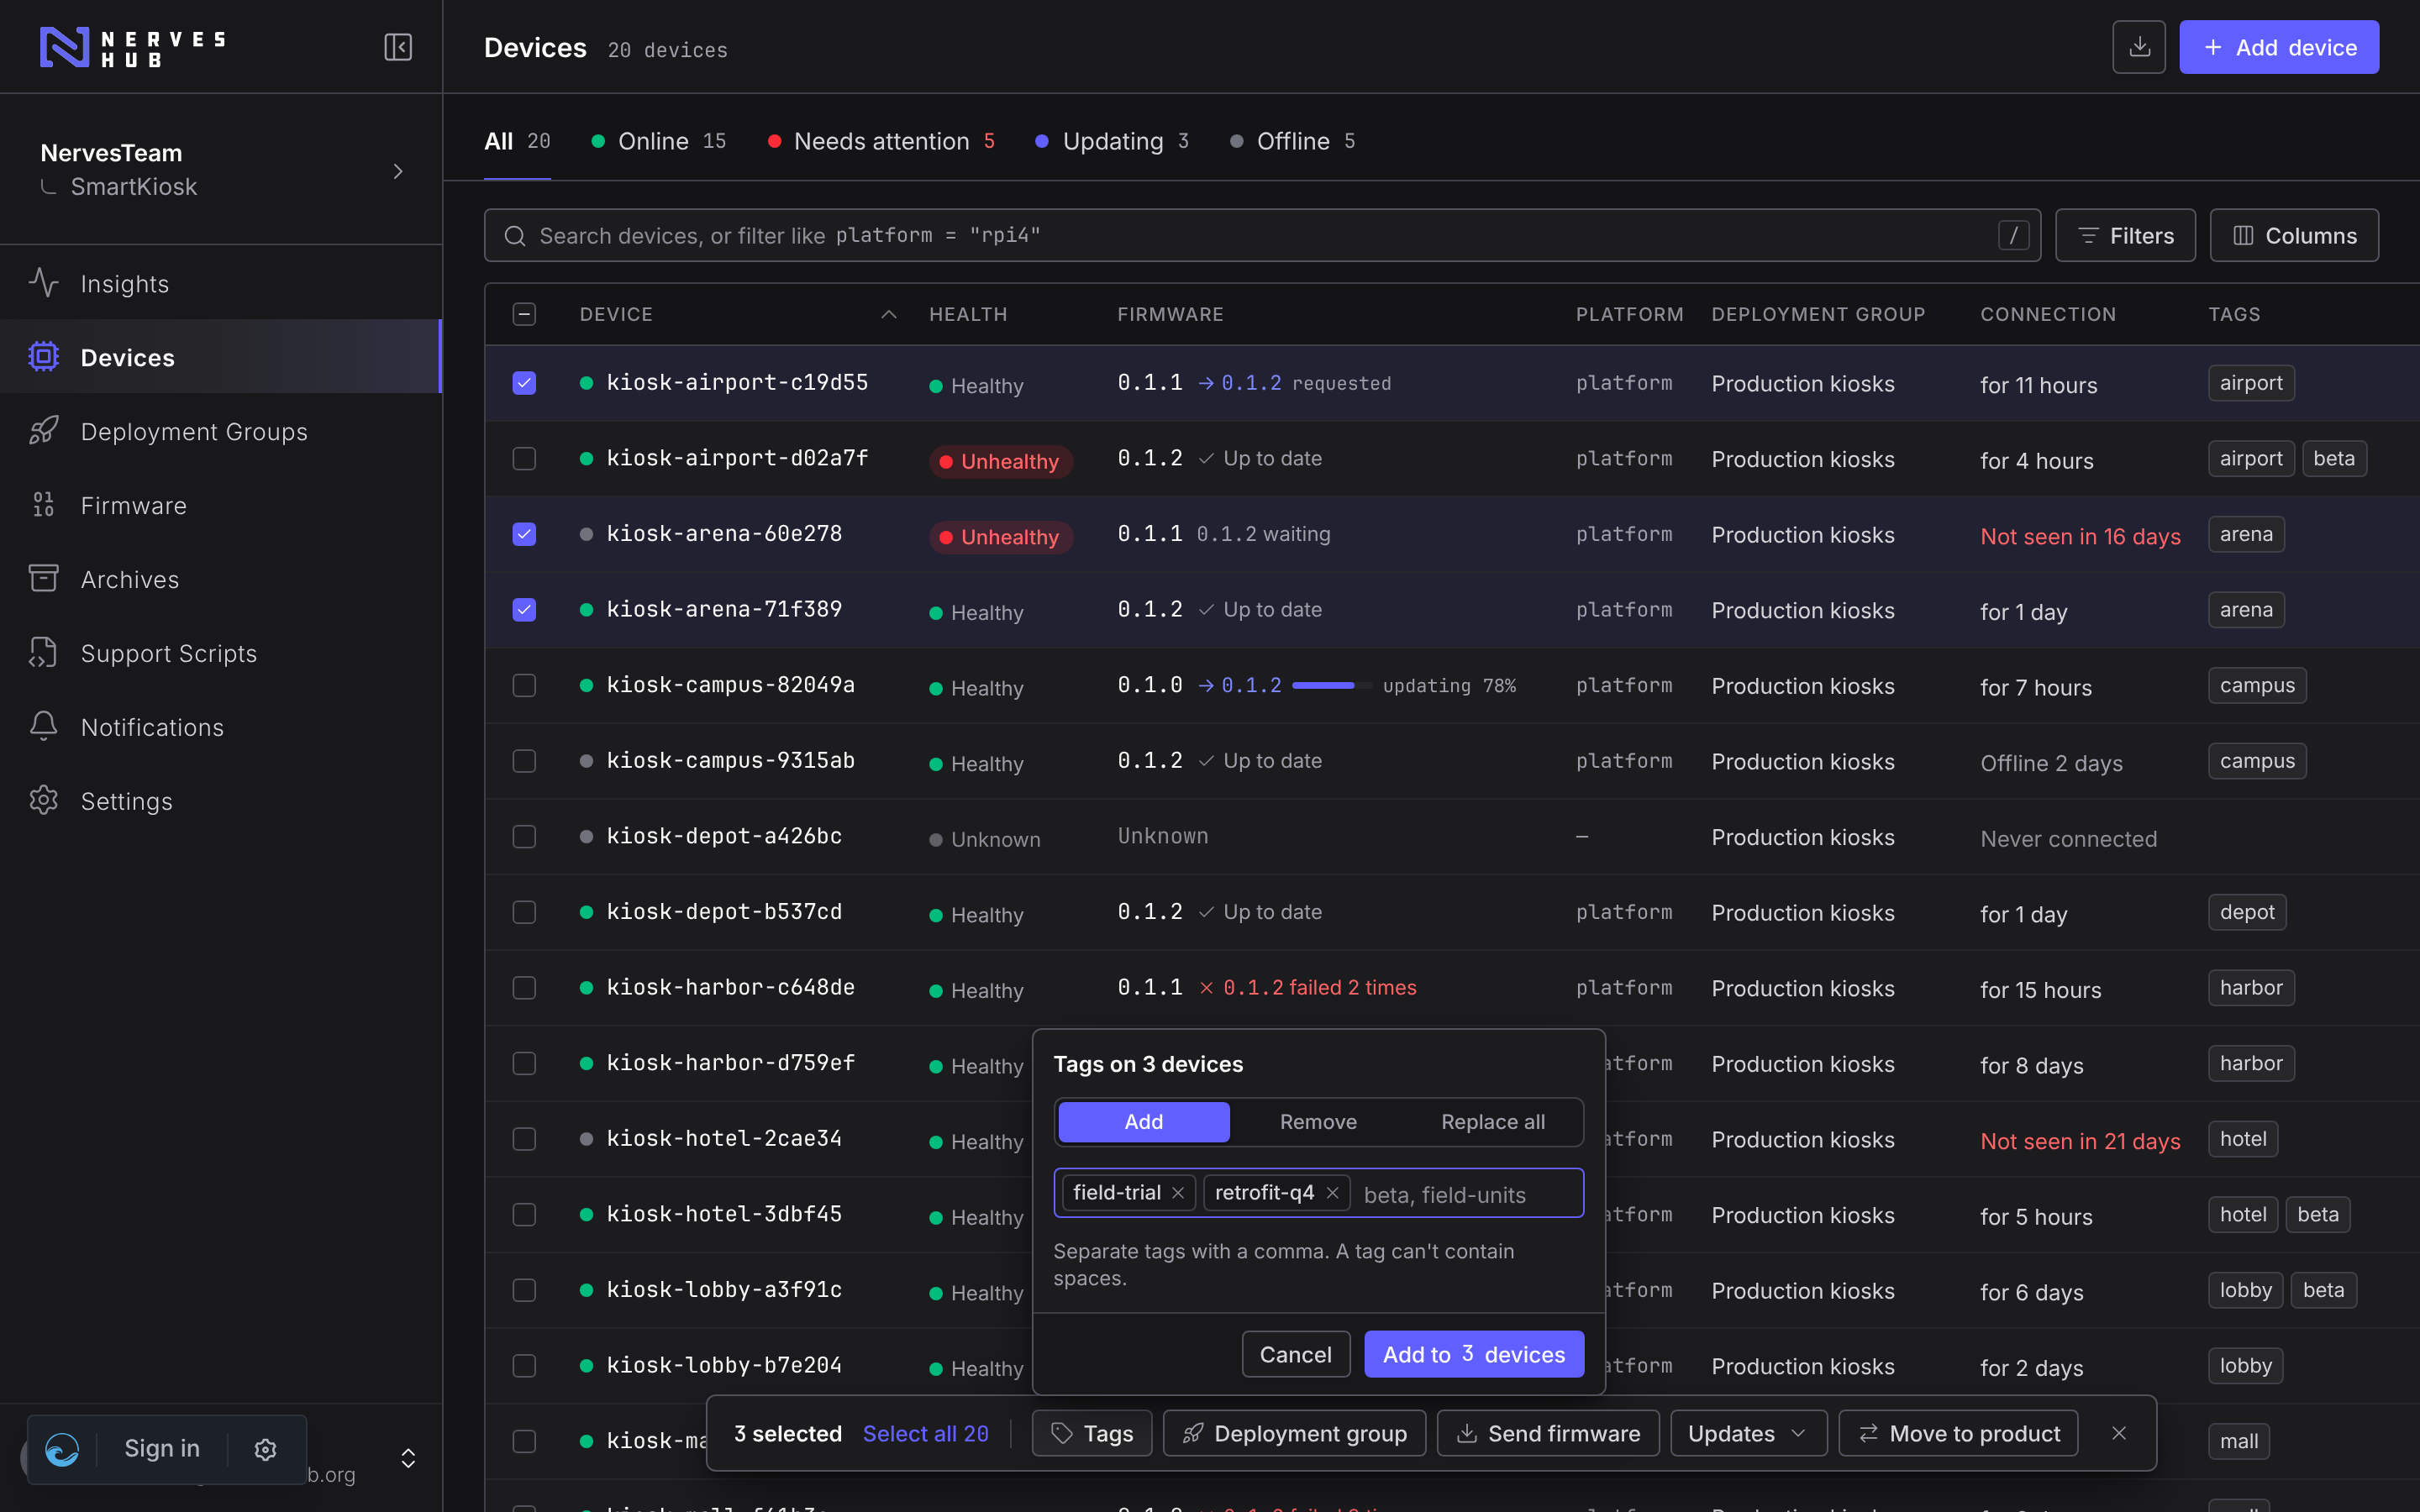 NERVES
HUB
NervesTeam
SmartKiosk
Insights
Devices
Deployment Groups
Firmware
Archives
Support Scripts
Notifications
Settings
Sign in
b.org
Devices 20 devices
Add device
All 20 Online 15 Needs attention 5 Updating 3 Offline 5
Search devices, or filter like platform = "rpi4" /
Filters
Columns
DEVICE HEALTH FIRMWARE PLATFORM DEPLOYMENT GROUP CONNECTION TAGS
kiosk-airport-c19d55 Healthy 0.1.1 → 0.1.2 requested platform Production kiosks for 11 hours airport
kiosk-airport-d02a7f Unhealthy 0.1.2 Up to date platform Production kiosks for 4 hours airport beta
kiosk-arena-60e278 Unhealthy 0.1.1 0.1.2 waiting platform Production kiosks Not seen in 16 days arena
kiosk-arena-71f389 Healthy 0.1.2 Up to date platform Production kiosks for 1 day arena
kiosk-campus-82049a Healthy 0.1.0 → 0.1.2 updating 78% platform Production kiosks for 7 hours campus
kiosk-campus-9315ab Healthy 0.1.2 Up to date platform Production kiosks Offline 2 days campus
kiosk-depot-a426bc Unknown Unknown – Production kiosks Never connected
kiosk-depot-b537cd Healthy 0.1.2 Up to date platform Production kiosks for 1 day depot
kiosk-harbor-c648de Healthy 0.1.1 0.1.2 failed 2 times platform Production kiosks for 15 hours harbor
kiosk-harbor-d759ef Healthy atform Production kiosks for 8 days harbor
kiosk-hotel-2cae34 Healthy atform Production kiosks Not seen in 21 days hotel
kiosk-hotel-3dbf45 Healthy atform Production kiosks for 5 hours hotel beta
kiosk-lobby-a3f91c Healthy atform Production kiosks for 6 days lobby beta
kiosk-lobby-b7e204 Healthy atform Production kiosks for 2 days lobby
kiosk-ma mall
Tags on 3 devices
Add Remove Replace all
field-trial retrofit-q4 beta, field-units
Separate tags with a comma. A tag can't contain
spaces.
Cancel Add to 3 devices
3 selected Select all 20 Tags Deployment group Send firmware Updates Move to product